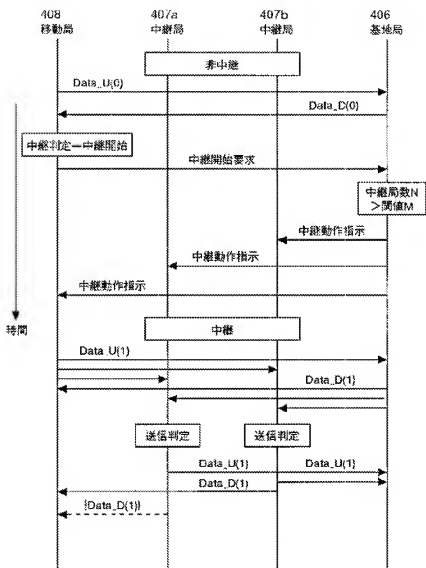 408
移動局
407a
中継局
407b
中継局
406
基地局
非中継
Data_U(0)
Data_D(0)
中継判定ー中継開始
中継開始要求
中継局数N
>閾値M
中継動作指示
中継動作指示
中継動作指示
時間
中継
Data_U(1)
Data_D(1)
送信判定
送信判定
Data_U(1)
Data_U(1)
Data_D(1)
{Data_D(1)}